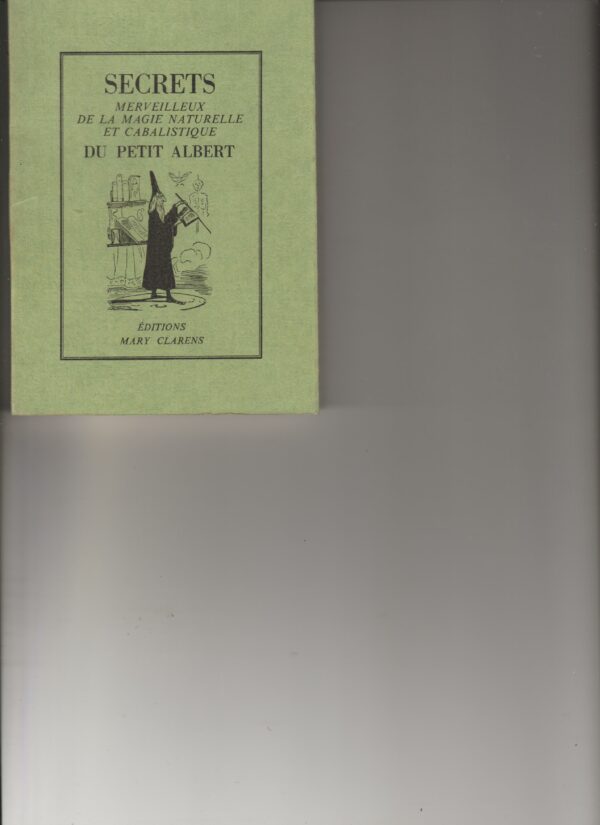 SECRETS
MERVEILLEUX
DE LA MAGIE NATURELLE
ET CABALISTIQUE
DU PETIT ALBERT
ÉDITIONS
MARY CLARENS